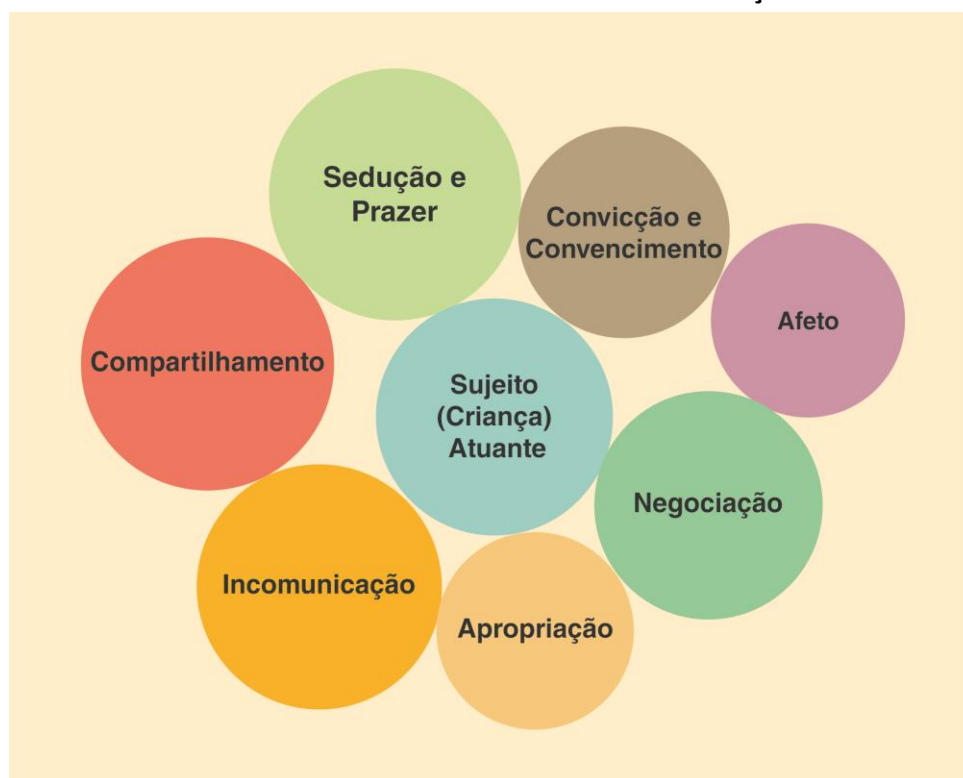 Sedução e
Prazer
Convicção e
Convencimento
Afeto
Compartilhamento
Sujeito
(Criança)
Atuante
Negociação
Incomunicação
Apropriação